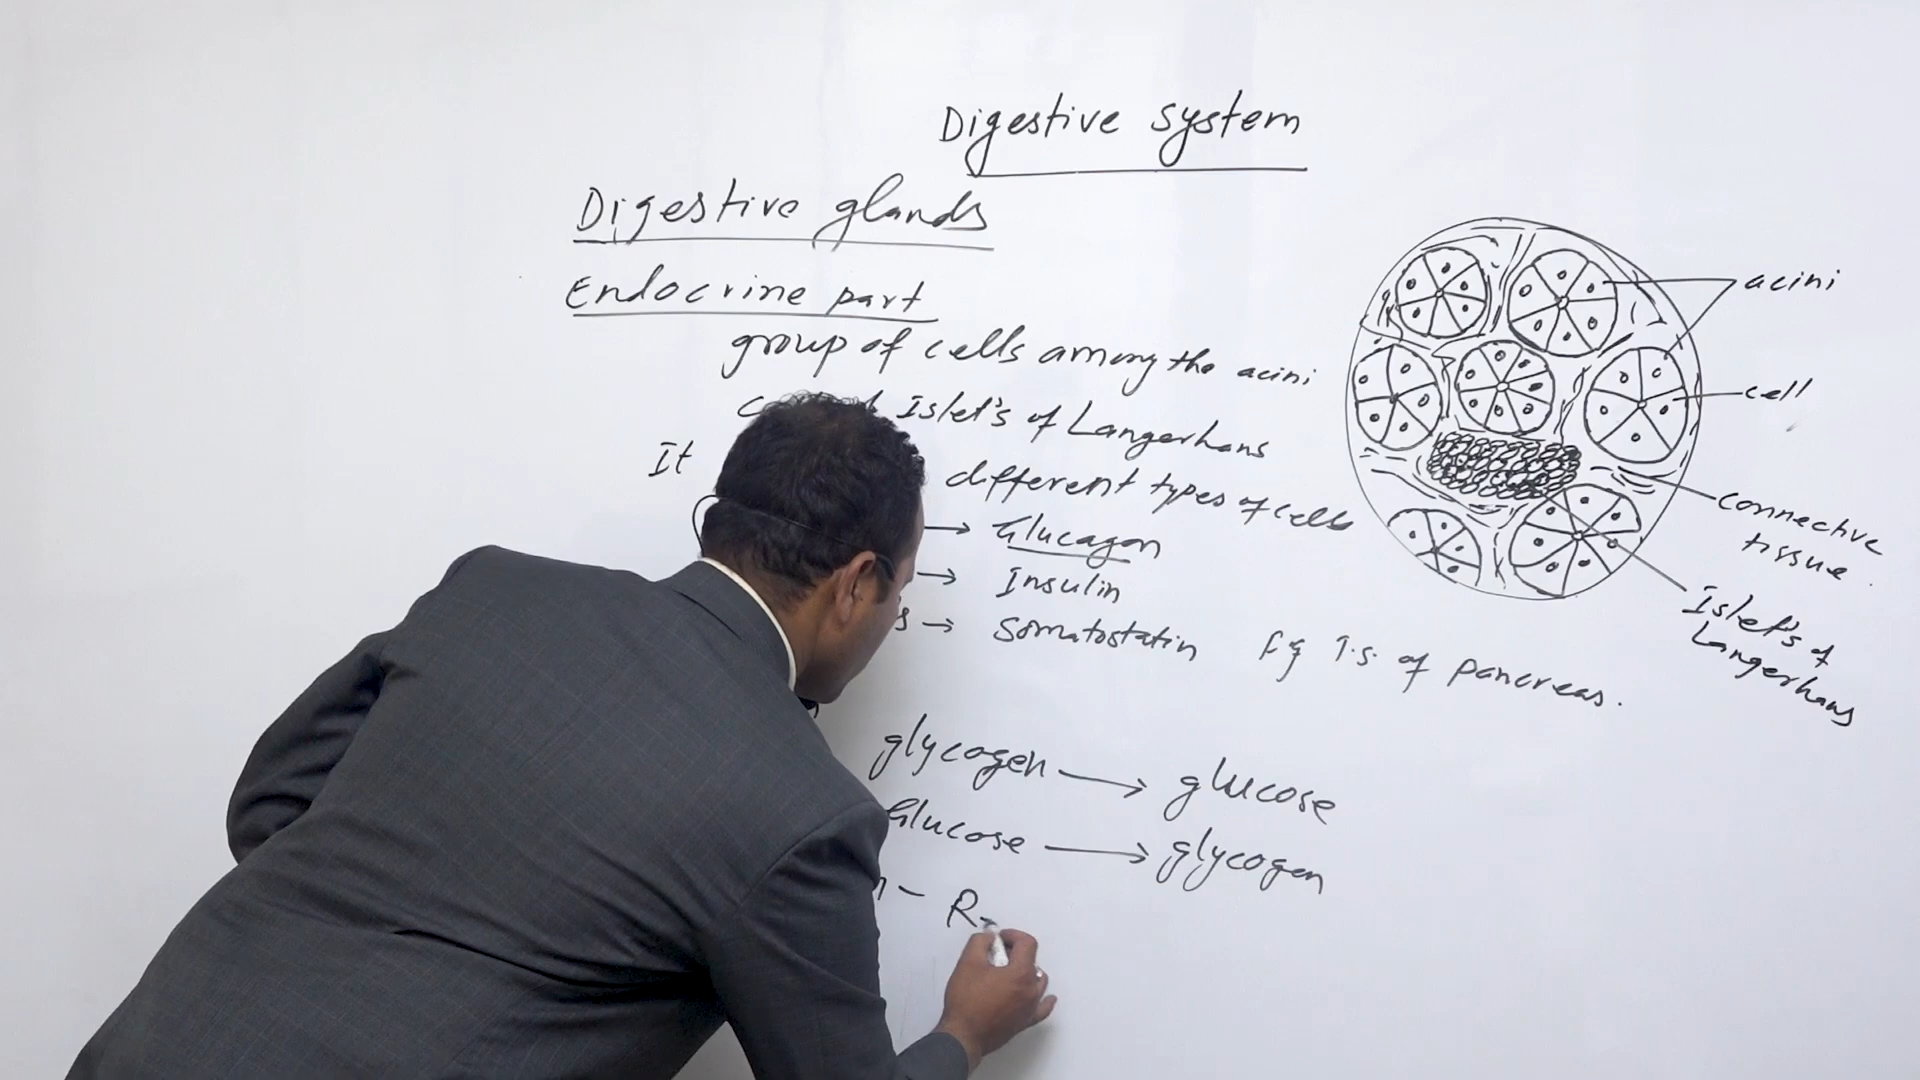 Digestive system
Digestive glands
Endocrine part
group of cells among the acini
Islet's of Langerhans
It different types of cells
→ Glucagon
→ Insulin
s → Somatostatin
glycogen → glucose
Glucose → glycogen
n - R
acini
cell
connective
tissue.
Islet's of
Langerhans
Fig T.S. of pancreas.